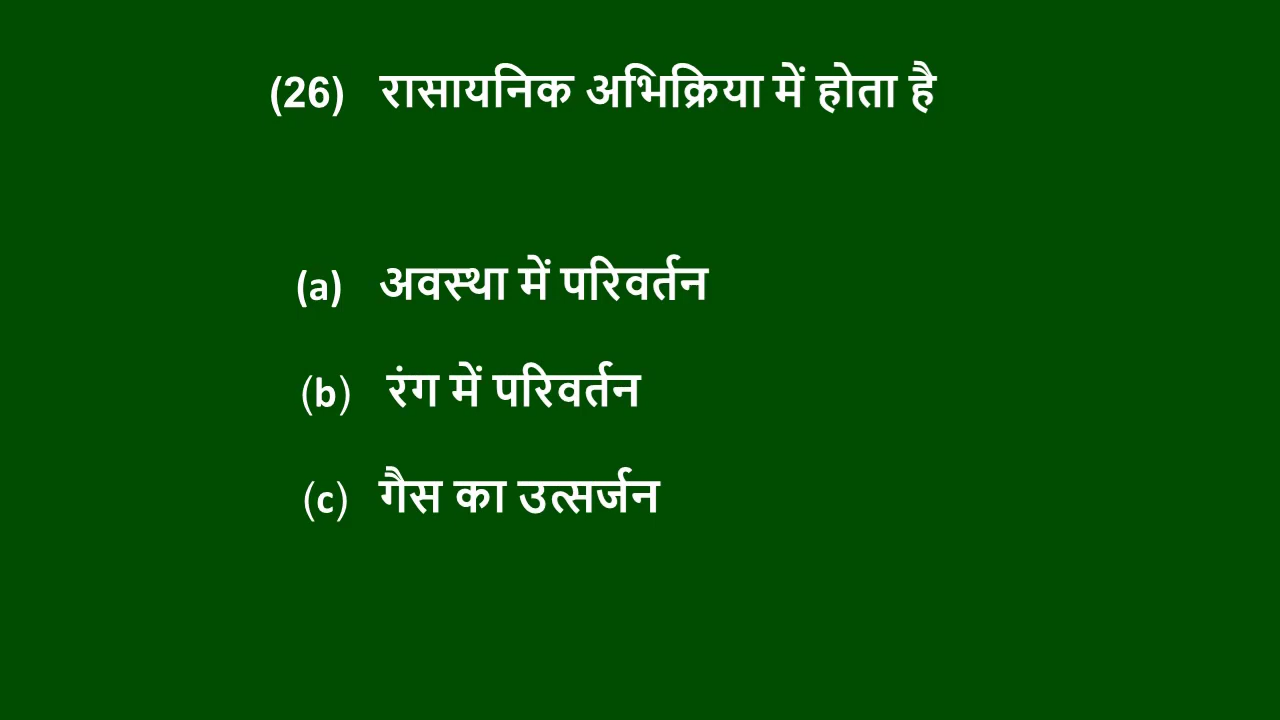 (26) रासायनिक अभिक्रिया में होता है
(a) अवस्था में परिवर्तन
(b) रंग में परिवर्तन
(c) गैस का उत्सर्जन